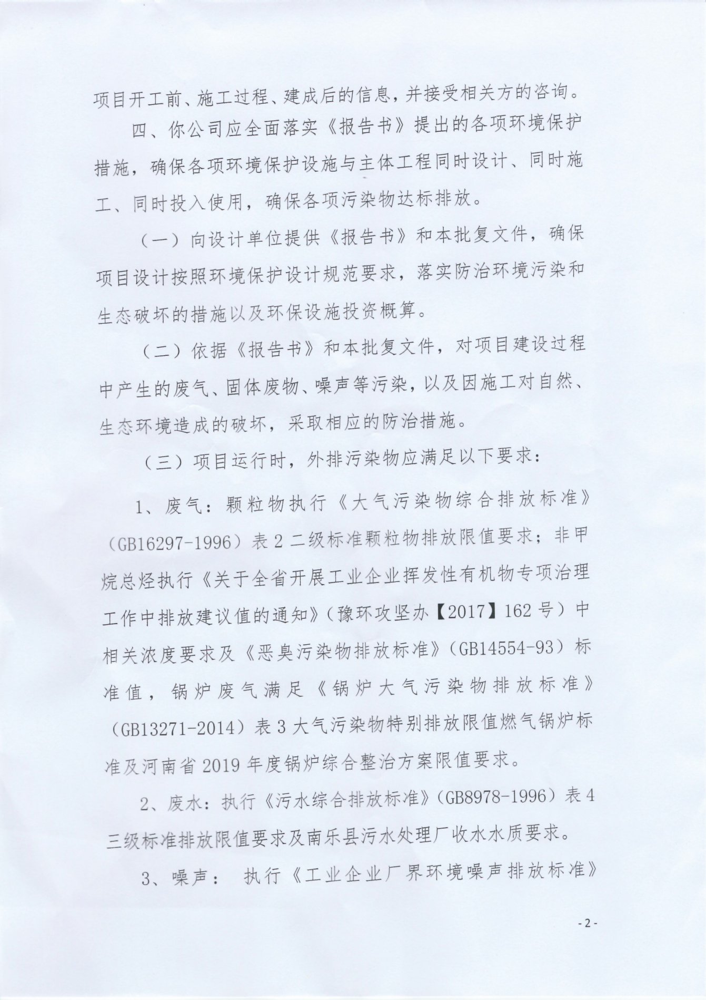 项目开工前、施工过程、建成后的信息，并接受相关方的咨询。
四、你公司应全面落实《报告书》提出的各项环境保护
措施，确保各项环境保护设施与主体工程同时设计、同时施
工、同时投入使用，确保各项污染物达标排放。
（一）向设计单位提供《报告书》和本批复文件，确保
项目设计按照环境保护设计规范要求，落实防治环境污染和
生态破坏的措施以及环保设施投资概算。
（二）依据《报告书》和本批复文件，对项目建设过程
中产生的废气、固体废物、噪声等污染，以及因施工对自然、
生态环境造成的破坏，采取相应的防治措施。
（三）项目运行时，外排污染物应满足以下要求：
1、废气：颗粒物执行《大气污染物综合排放标准》
（GB16297-1996）表 2 二级标准颗粒物排放限值要求；非甲
烷总烃执行《关于全省开展工业企业挥发性有机物专项治理
工作中排放建议值的通知》（豫环攻坚办【2017】162 号）中
相关浓度要求及《恶臭污染物排放标准》（GB14554-93）标
准值，锅炉废气满足《锅炉大气污染物排放标准》
（GB13271-2014）表 3 大气污染物特别排放限值燃气锅炉标
准及河南省 2019 年度锅炉综合整治方案限值要求。
2、废水：执行《污水综合排放标准》（GB8978-1996）表 4
三级标准排放限值要求及南乐县污水处理厂收水水质要求。
3、噪声： 执行《工业企业厂界环境噪声排放标准》
- 2 -